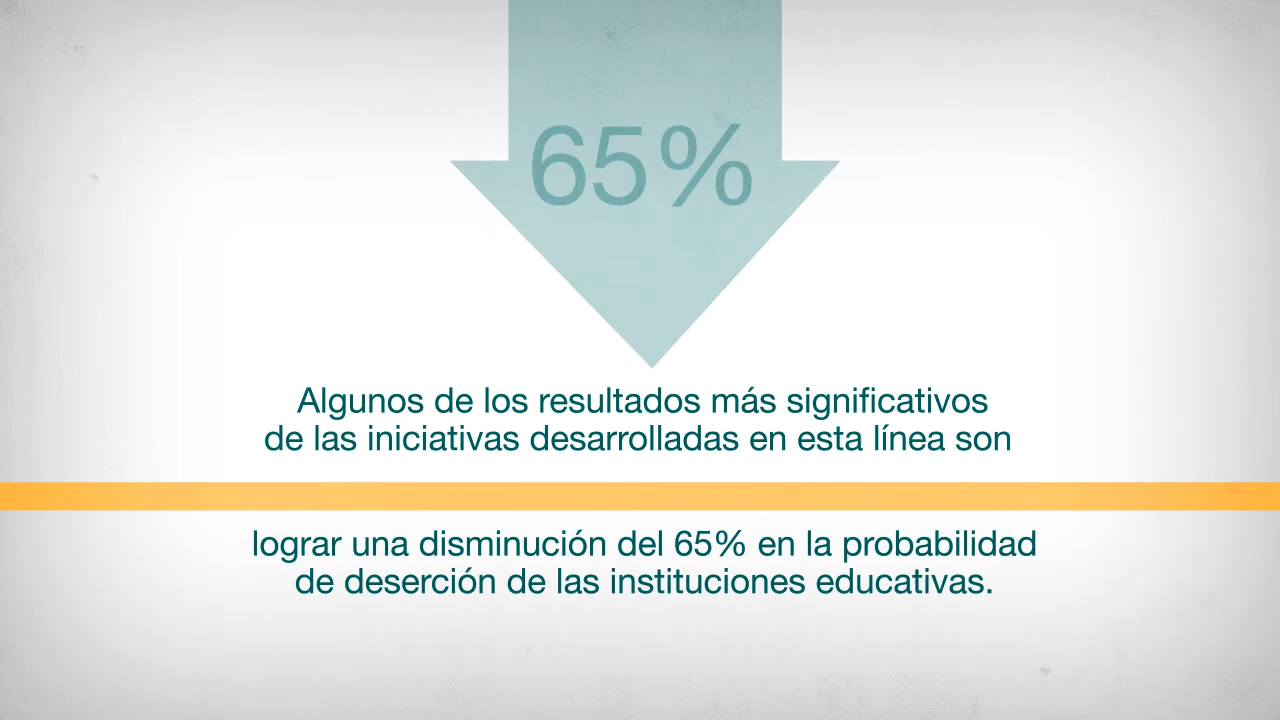 65%
Algunos de los resultados más significativos
de las iniciativas desarrolladas en esta línea son
lograr una disminución del 65% en la probabilidad
de deserción de las instituciones educativas.